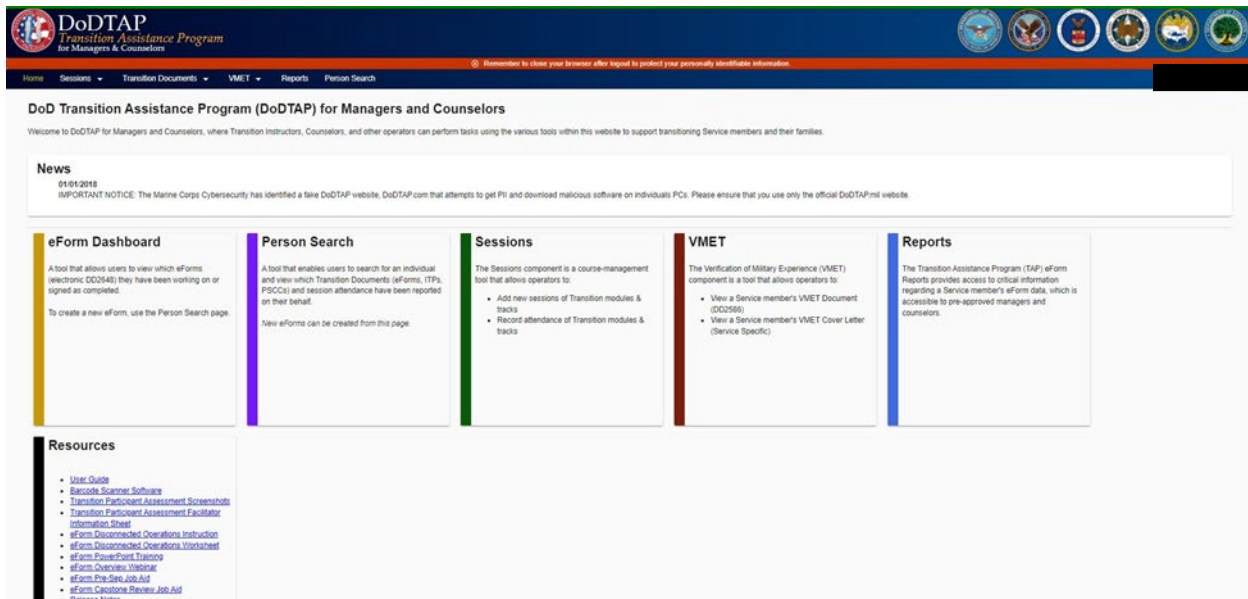 DoDTAP
Transition Assistance Program
for Managers & Counselors
Remember to close your browser after logout to protect your personally identifiable information.
Home Sessions Transition Documents VMET Reports Person Search
DoD Transition Assistance Program (DoDTAP) for Managers and Counselors
Welcome to DoDTAP for Managers and Counselors, where Transition Instructors, Counselors, and other operators can perform tasks using the various tools within this website to support transitioning Service members and their families.
News
01/01/2018
IMPORTANT NOTICE: The Marine Corps Cybersecurity has identified a fake DoDTAP website, DoDTAP.com that attempts to get PII and download malicious software on individuals PCs. Please ensure that you use only the official DoDTAP.mil website.
eForm Dashboard
A tool that allows users to view which eForms
(electronic DD2648) they have been working on or
signed as completed.
To create a new eForm, use the Person Search page.
Person Search
A tool that enables users to search for an individual
and view which Transition Documents (eForms, ITPs,
PSCCs) and session attendance have been reported
on their behalf.
New eForms can be created from this page.
Sessions
The Sessions component is a course-management
tool that allows operators to:
• Add new sessions of Transition modules &
tracks
• Record attendance of Transition modules &
tracks
VMET
The Verification of Military Experience (VMET)
component is a tool that allows operators to:
• View a Service member's VMET Document
(DD2586)
• View a Service member's VMET Cover Letter
(Service Specific)
Reports
The Transition Assistance Program (TAP) eForm
Reports provides access to critical information
regarding a Service member's eForm data, which is
accessible to pre-approved managers and
counselors.
Resources
• User Guide
• Barcode Scanner Software
• Transition Participant Assessment Screenshots
• Transition Participant Assessment Facilitator
Information Sheet
• eForm Disconnected Operations Instruction
• eForm Disconnected Operations Worksheet
• eForm PowerPoint Training
• eForm Overview Webinar
• eForm Pre-Sep Job Aid
• eForm Capstone Review Job Aid
• Release Notes